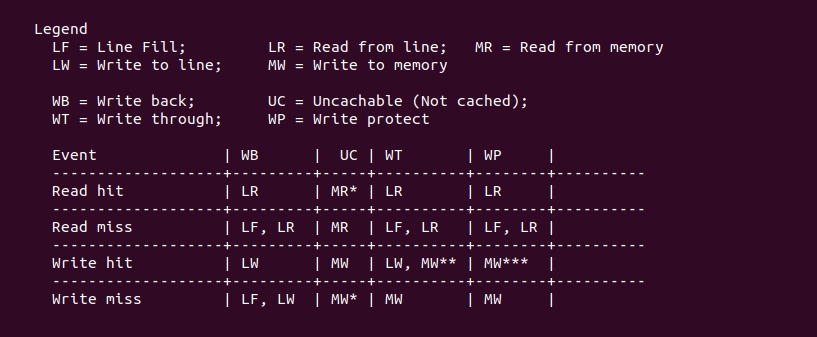 Legend
  LF = Line Fill;         LR = Read from line;   MR = Read from memory
  LW = Write to line;     MW = Write to memory

  WB = Write back;        UC = Uncachable (Not cached);
  WT = Write through;     WP = Write protect

  Event              | WB      |  UC | WT       | WP     |
  -------------------+---------+-----+----------+--------+----------
  Read hit           | LR      | MR* | LR       | LR     |
  -------------------+---------+-----+----------+--------+----------
  Read miss          | LF, LR  | MR  | LF, LR   | LF, LR |
  -------------------+---------+-----+----------+--------+----------
  Write hit          | LW      | MW  | LW, MW** | MW***  |
  -------------------+---------+-----+----------+--------+----------
  Write miss         | LF, LW  | MW* | MW       | MW     |